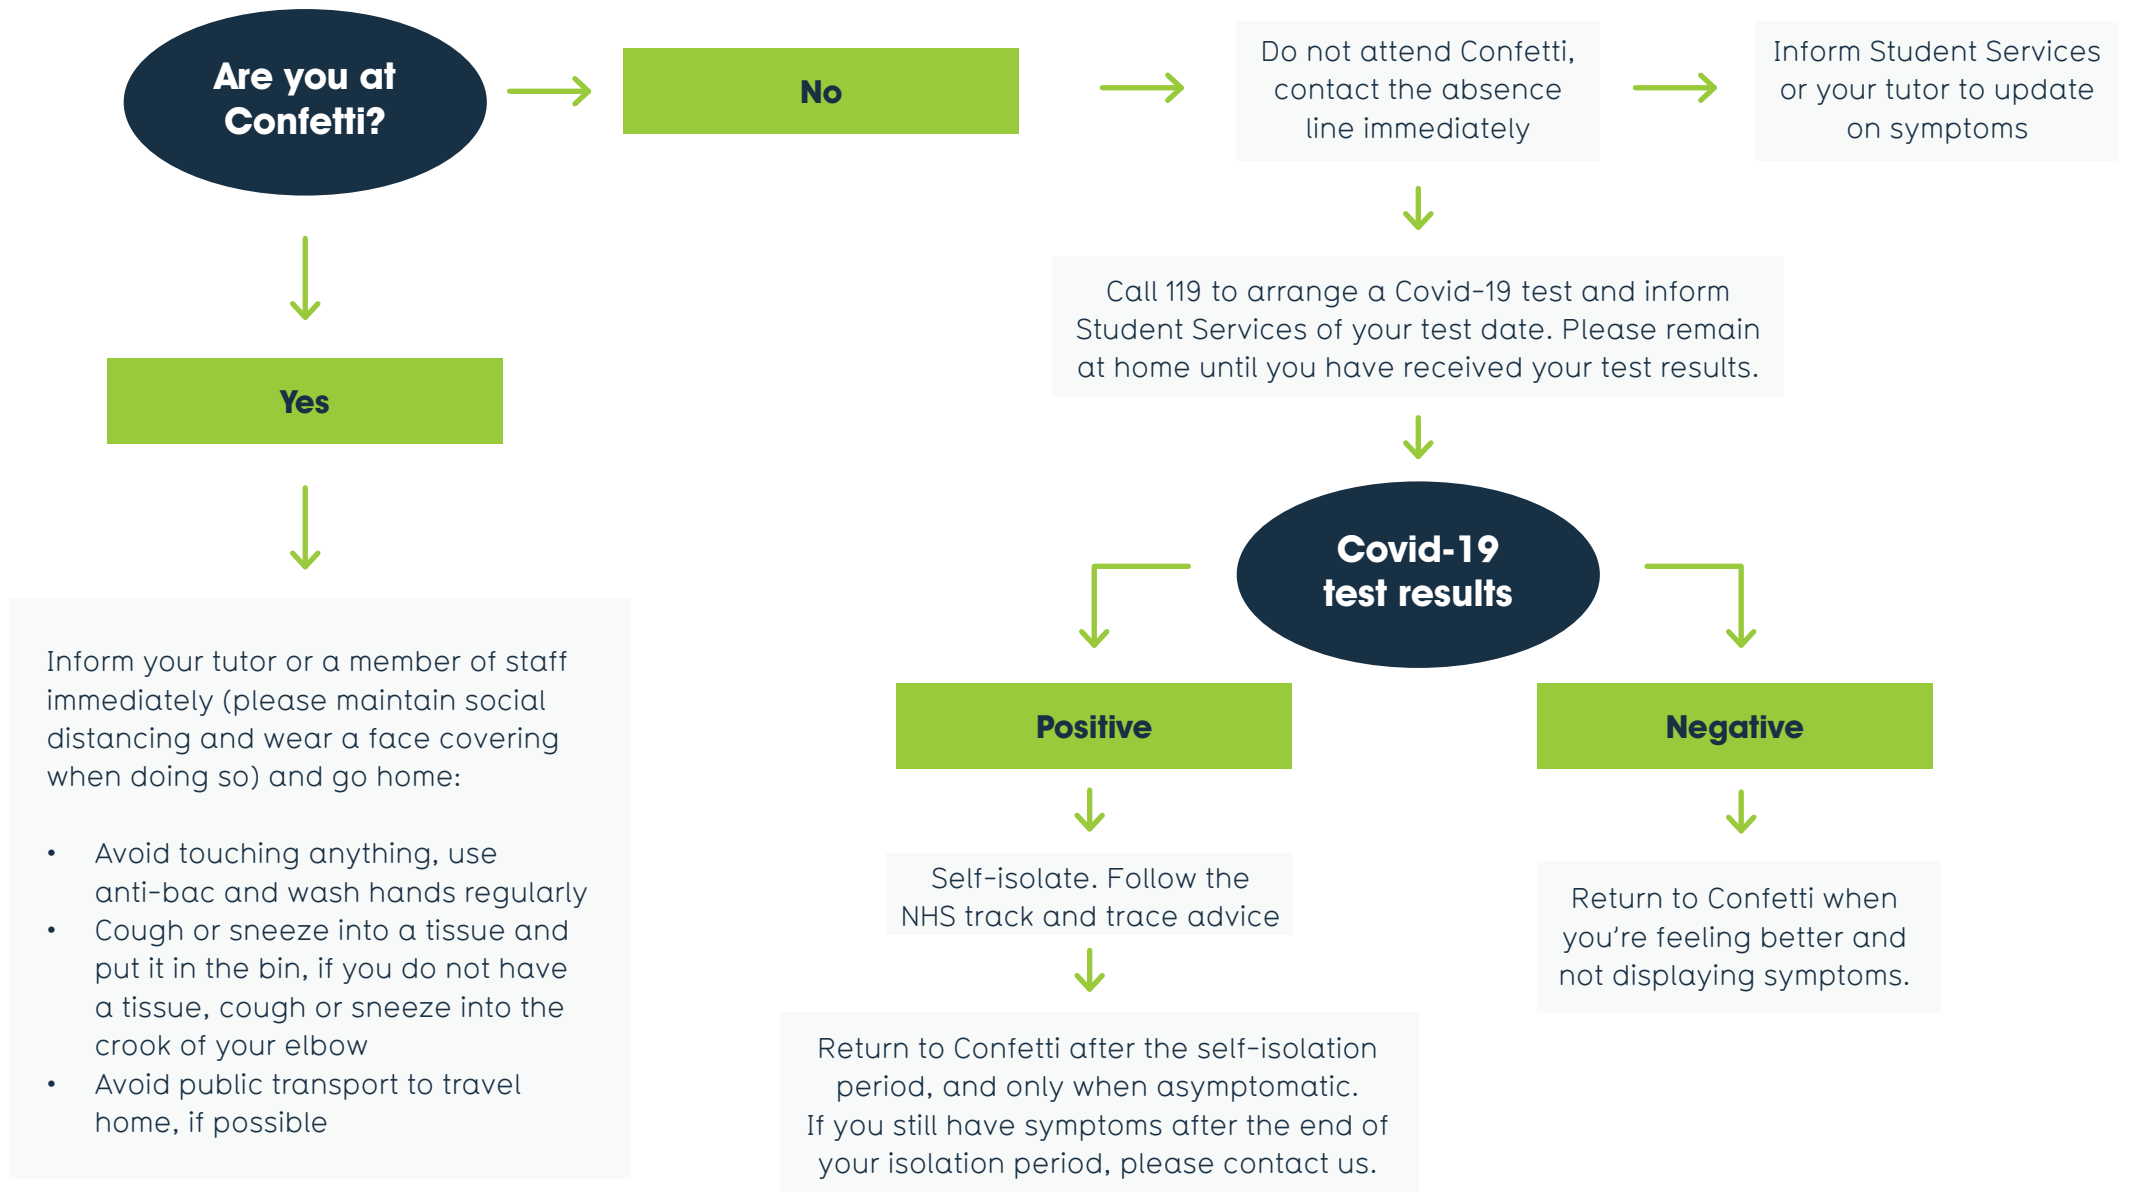 Are you at
Confetti?
No
Do not attend Confetti,
contact the absence
line immediately
Inform Student Services
or your tutor to update
on symptoms
Yes
Inform your tutor or a member of staff
immediately (please maintain social
distancing and wear a face covering
when doing so) and go home:
• Avoid touching anything, use
anti-bac and wash hands regularly
• Cough or sneeze into a tissue and
put it in the bin, if you do not have
a tissue, cough or sneeze into the
crook of your elbow
• Avoid public transport to travel
home, if possible
Call 119 to arrange a Covid-19 test and inform
Student Services of your test date. Please remain
at home until you have received your test results.
Covid-19
test results
Positive
Self-isolate. Follow the
NHS track and trace advice
Return to Confetti after the self-isolation
period, and only when asymptomatic.
If you still have symptoms after the end of
your isolation period, please contact us.
Negative
Return to Confetti when
you're feeling better and
not displaying symptoms.